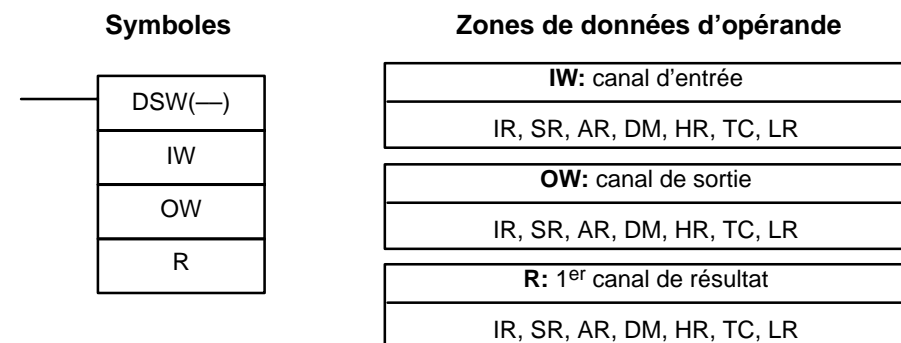 Symboles
Zones de données d’opérande
DSW(—)
IW
OW
R
IW: canal d’entrée
IR, SR, AR, DM, HR, TC, LR
OW: canal de sortie
IR, SR, AR, DM, HR, TC, LR
R: 1er canal de résultat
IR, SR, AR, DM, HR, TC, LR